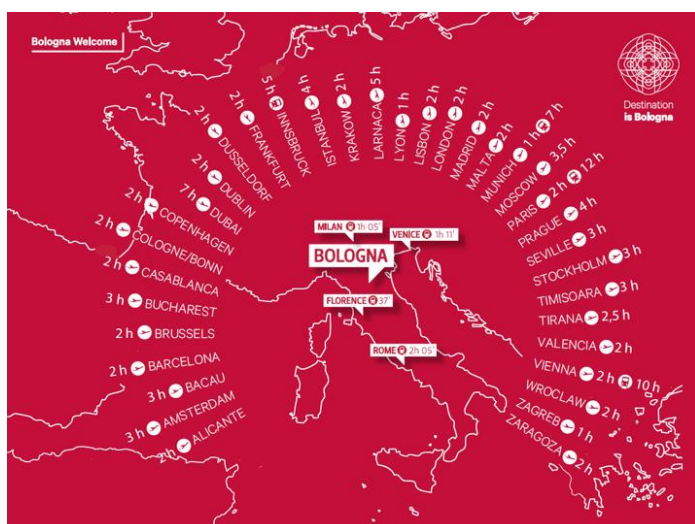 Bologna Welcome
Destination
is Bologna
2 h ALICANTE
3 h AMSTERDAM
3 h BACAU
2 h BARCELONA
2 h BRUSSELS
3 h BUCHAREST
2 h CASABLANCA
2 h COLOGNE/BONN
2 h COPENHAGEN
7 h DUBAI
2 h DUBLIN
2 h DUSSELDORF
2 h FRANKFURT
5 h INNSBRUCK
ISTANBUL 4 h
KRAKOW 2 h
LARNACA 5 h
LYON 1 h
LISBON 2 h
LONDON 2 h
MADRID 2 h
MALTA 2 h
MUNICH 1 h 7 h
MOSCOW 3,5 h
PARIS 2 h 12 h
PRAGUE 4 h
SEVILLE 3 h
STOCKHOLM 3 h
TIMISOARA 3 h
TIRANA 2,5 h
VALENCIA 2 h
VIENNA 2 h 10 h
WROCLAW 2 h
ZAGREB 1 h
ZARAGOZA 2 h
MILAN 1h 05'
VENICE 1h 11'
BOLOGNA
FLORENCE 37'
ROME 2h 05'